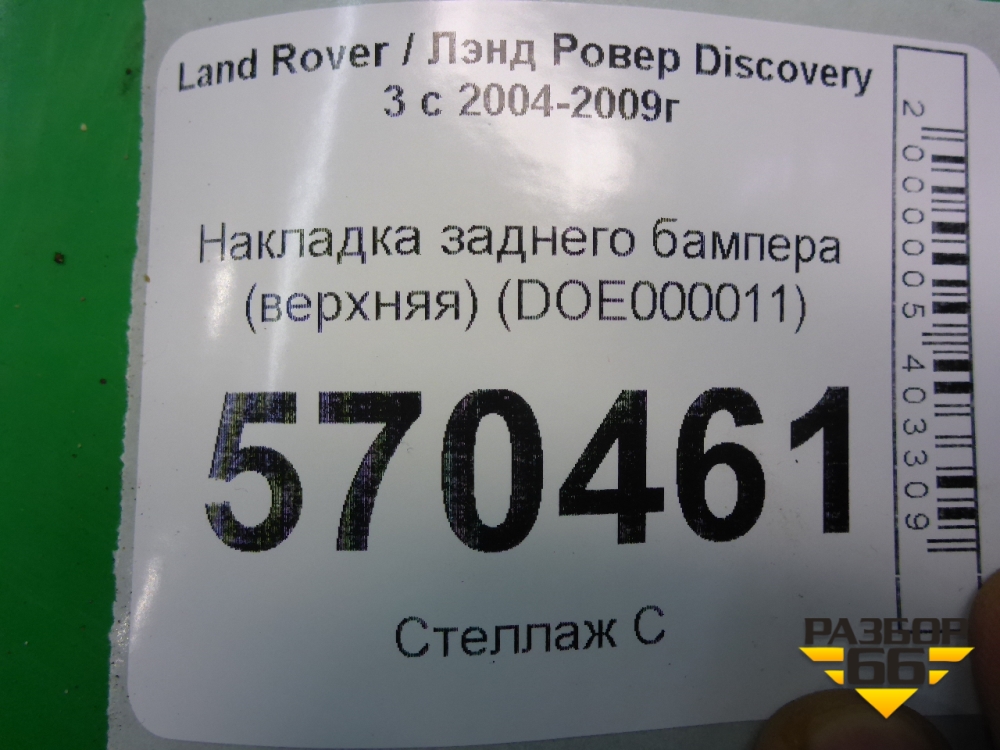 Land Rover / Лэнд Ровер Discovery
3 с 2004-2009г
Накладка заднего бампера
(верхняя) (DOE000011)
570461
Стеллаж С
2000005403309
РАЗБОР
66